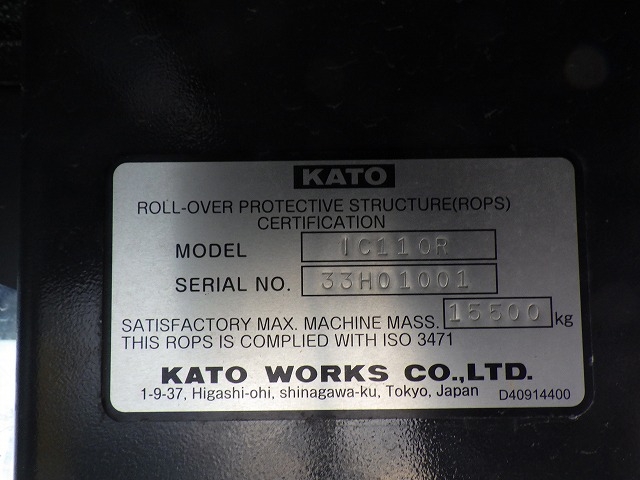 KATO
ROLL-OVER PROTECTIVE STRUCTURE(ROPS)
CERTIFICATION
MODEL IC110R
SERIAL NO. 33H01001
SATISFACTORY MAX. MACHINE MASS. 15500 kg
THIS ROPS IS COMPLIED WITH ISO 3471
KATO WORKS CO.,LTD.
1-9-37, Higashi-ohi, shinagawa-ku, Tokyo, Japan D40914400